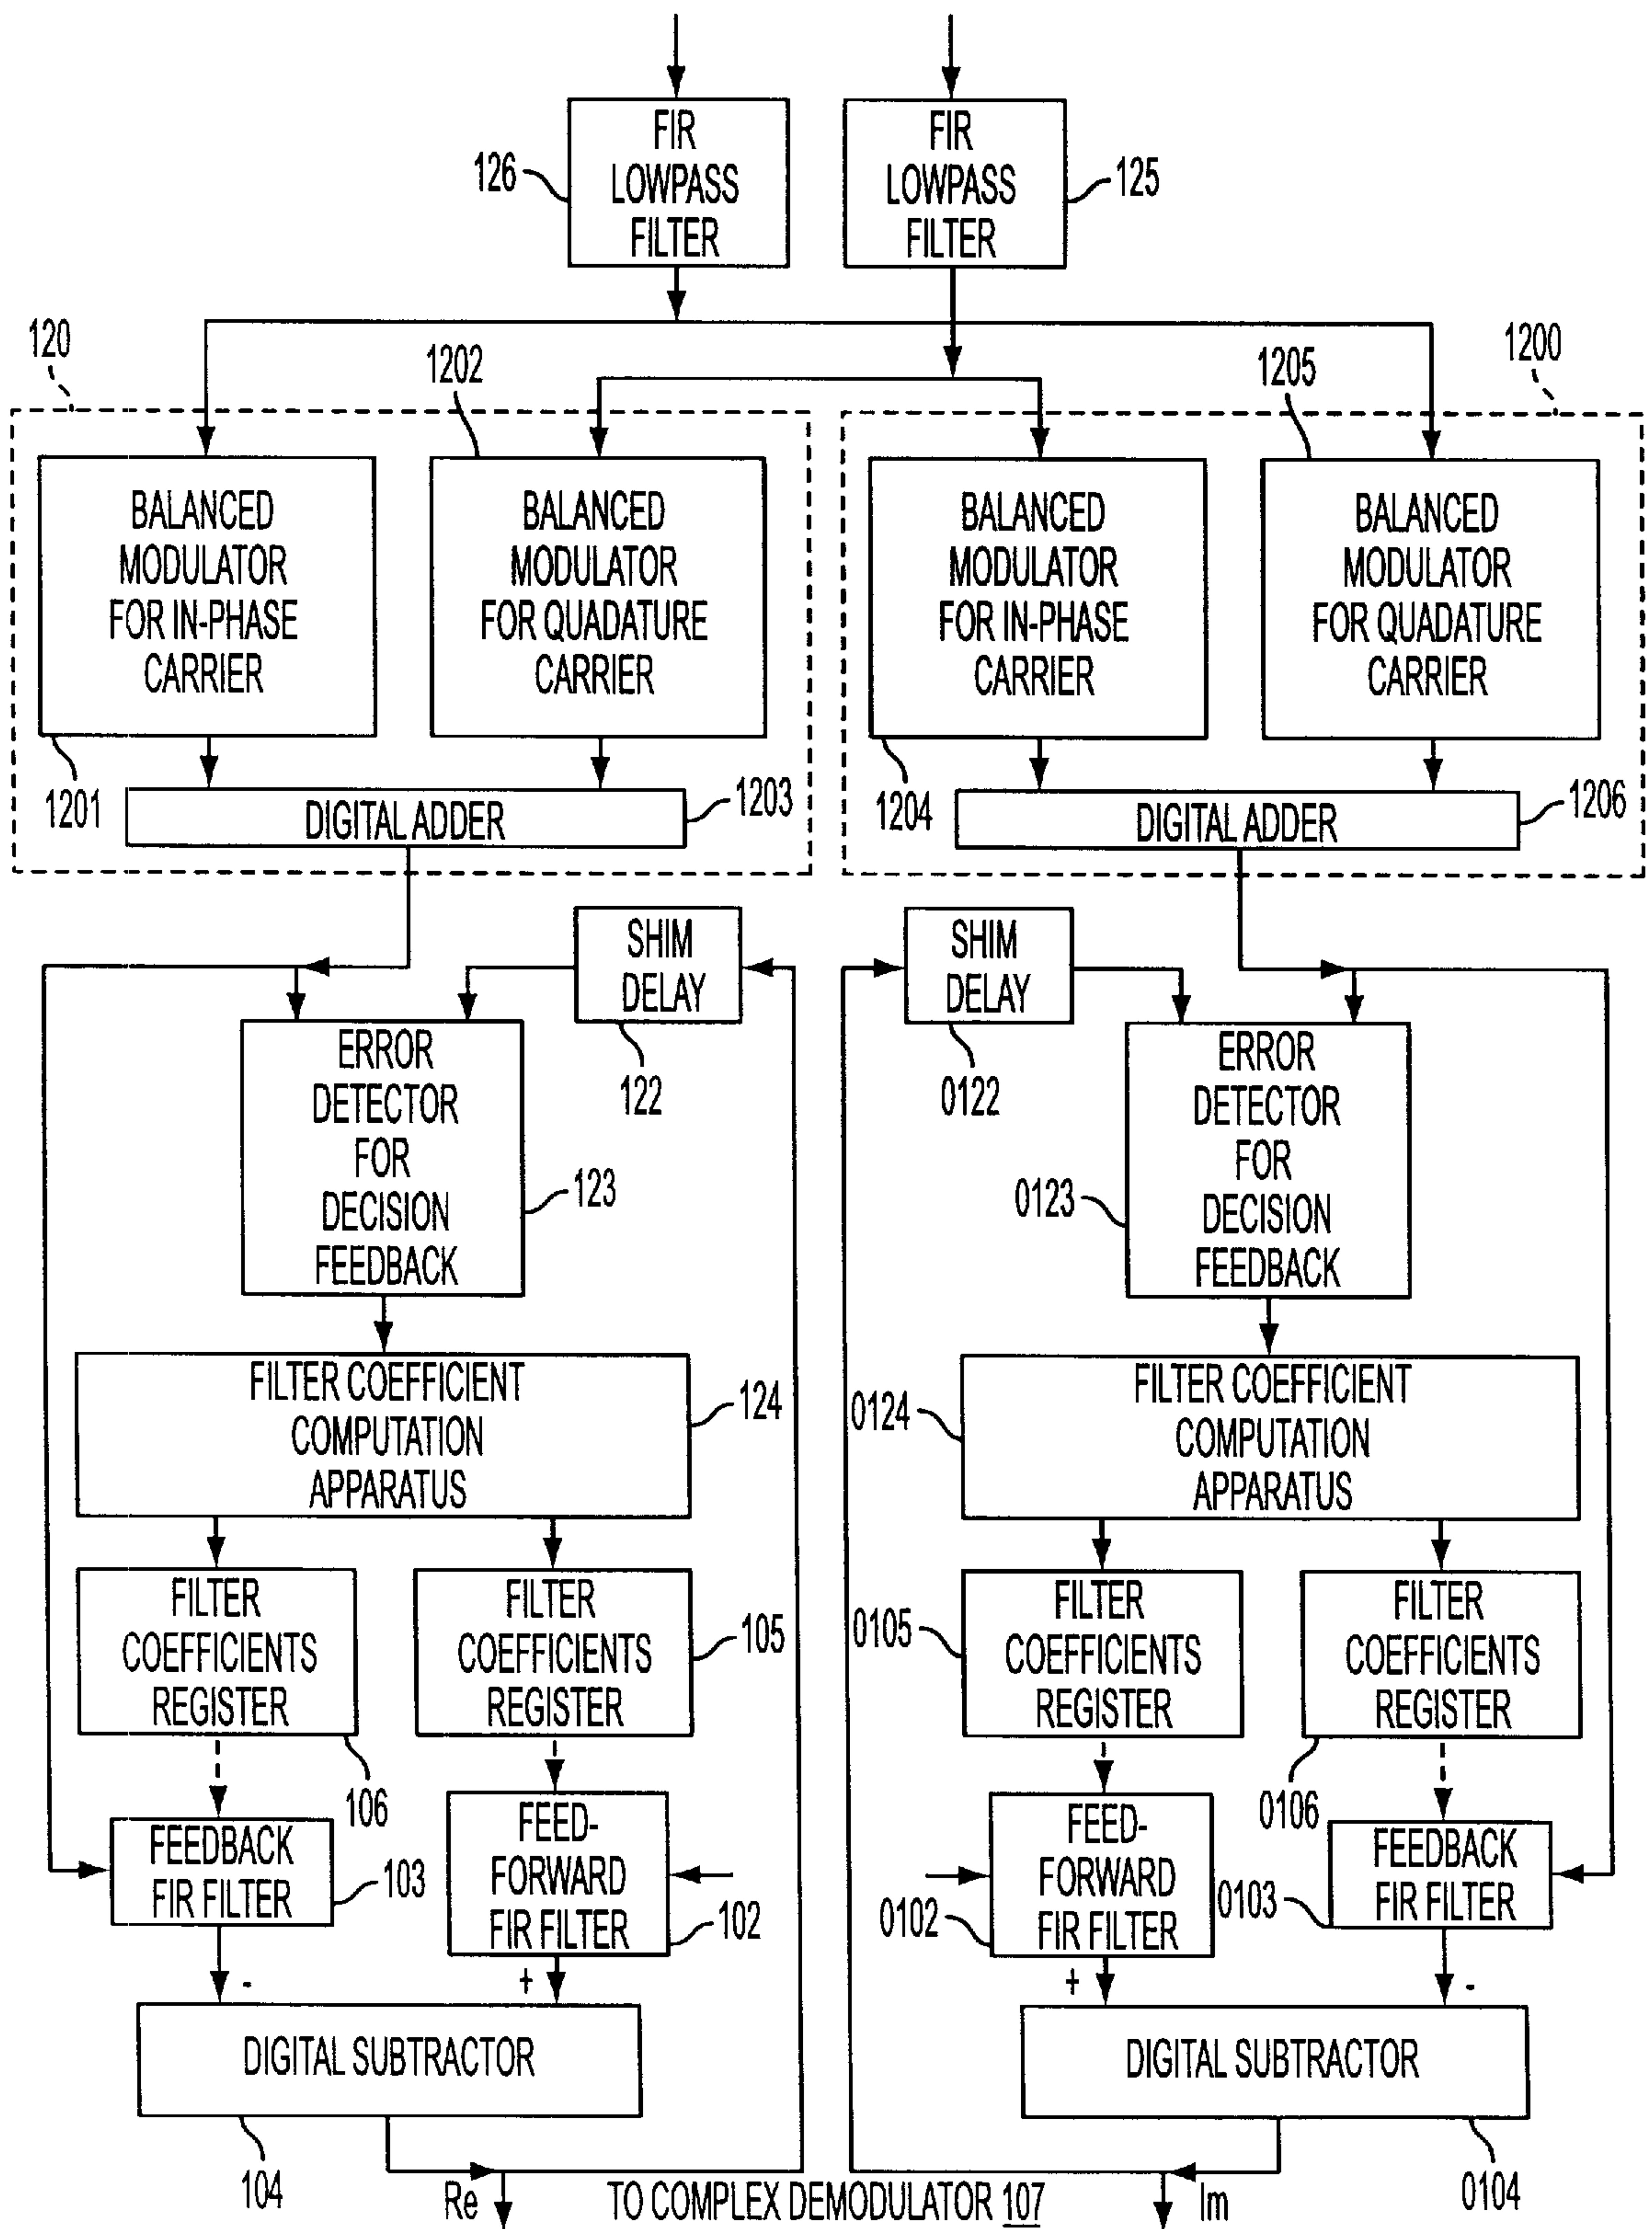 FIR
LOWPASS
FILTER
126
FIR
LOWPASS
FILTER
125
120
1202
1205
1200
BALANCED
MODULATOR
FOR IN-PHASE
CARRIER
BALANCED
MODULATOR
FOR QUADATURE
CARRIER
BALANCED
MODULATOR
FOR IN-PHASE
CARRIER
BALANCED
MODULATOR
FOR QUADATURE
CARRIER
1201
DIGITAL ADDER
1203
1204
DIGITAL ADDER
1206
SHIM
DELAY
122
SHIM
DELAY
0122
ERROR
DETECTOR
FOR
DECISION
FEEDBACK
123
ERROR
DETECTOR
FOR
DECISION
FEEDBACK
0123
FILTER COEFFICIENT
COMPUTATION
APPARATUS
124
FILTER COEFFICIENT
COMPUTATION
APPARATUS
0124
FILTER
COEFFICIENTS
REGISTER
106
FILTER
COEFFICIENTS
REGISTER
105
FILTER
COEFFICIENTS
REGISTER
0105
FILTER
COEFFICIENTS
REGISTER
0106
FEEDBACK
FIR FILTER
103
FEED-
FORWARD
FIR FILTER
102
FEED-
FORWARD
FIR FILTER
0102
FEEDBACK
FIR FILTER
0103
-
+
+
-
DIGITAL SUBTRACTOR
104
DIGITAL SUBTRACTOR
0104
Re
TO COMPLEX DEMODULATOR 107
Im